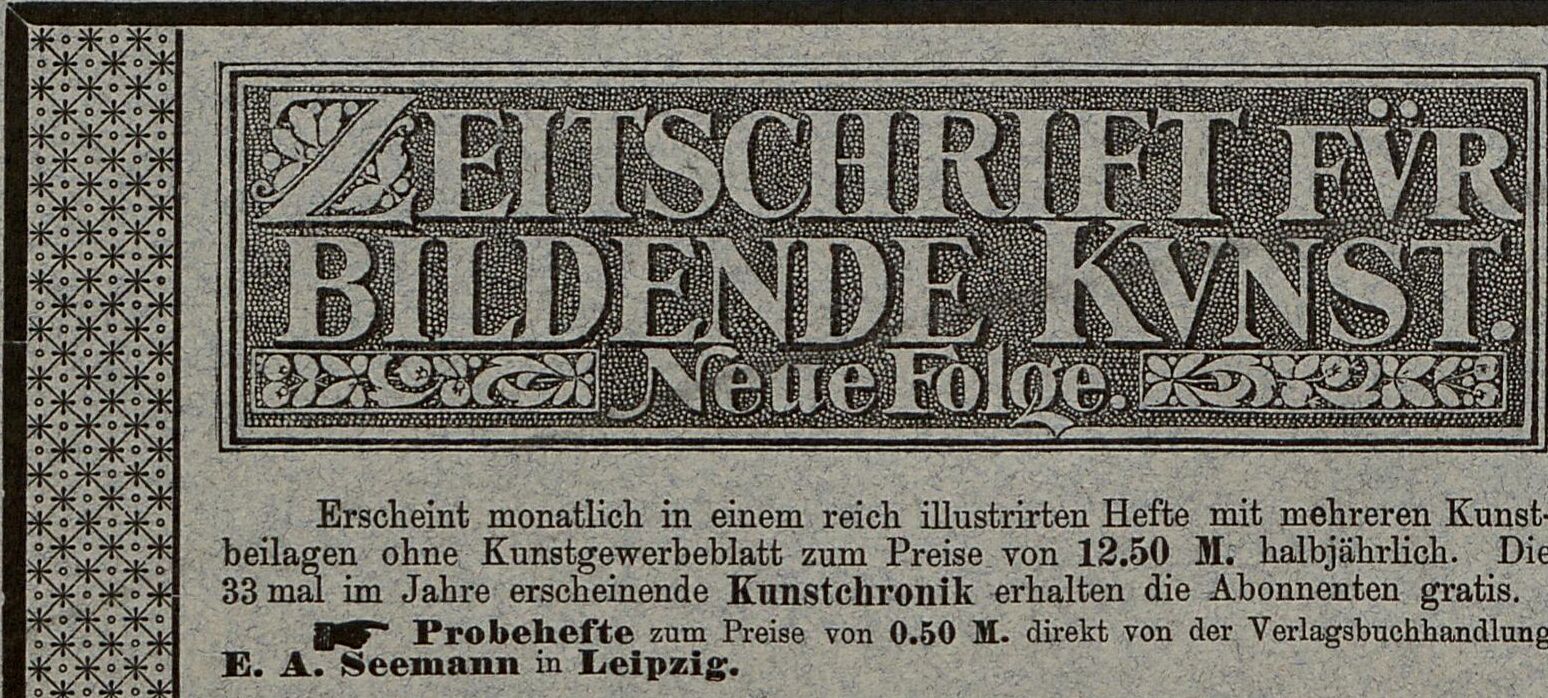 ZEITSCHRIFT FÜR
BILDENDE KVNST.
Neue Folge.
Erscheint monatlich in einem reich illustrirten Hefte mit mehreren Kunst-
beilagen ohne Kunstgewerbeblatt zum Preise von 12.50 M. halbjährlich. Die
33 mal im Jahre erscheinende Kunstchronik erhalten die Abonnenten gratis.
☛ Probehefte zum Preise von 0.50 M. direkt von der Verlagsbuchhandlung
E. A. Seemann in Leipzig.